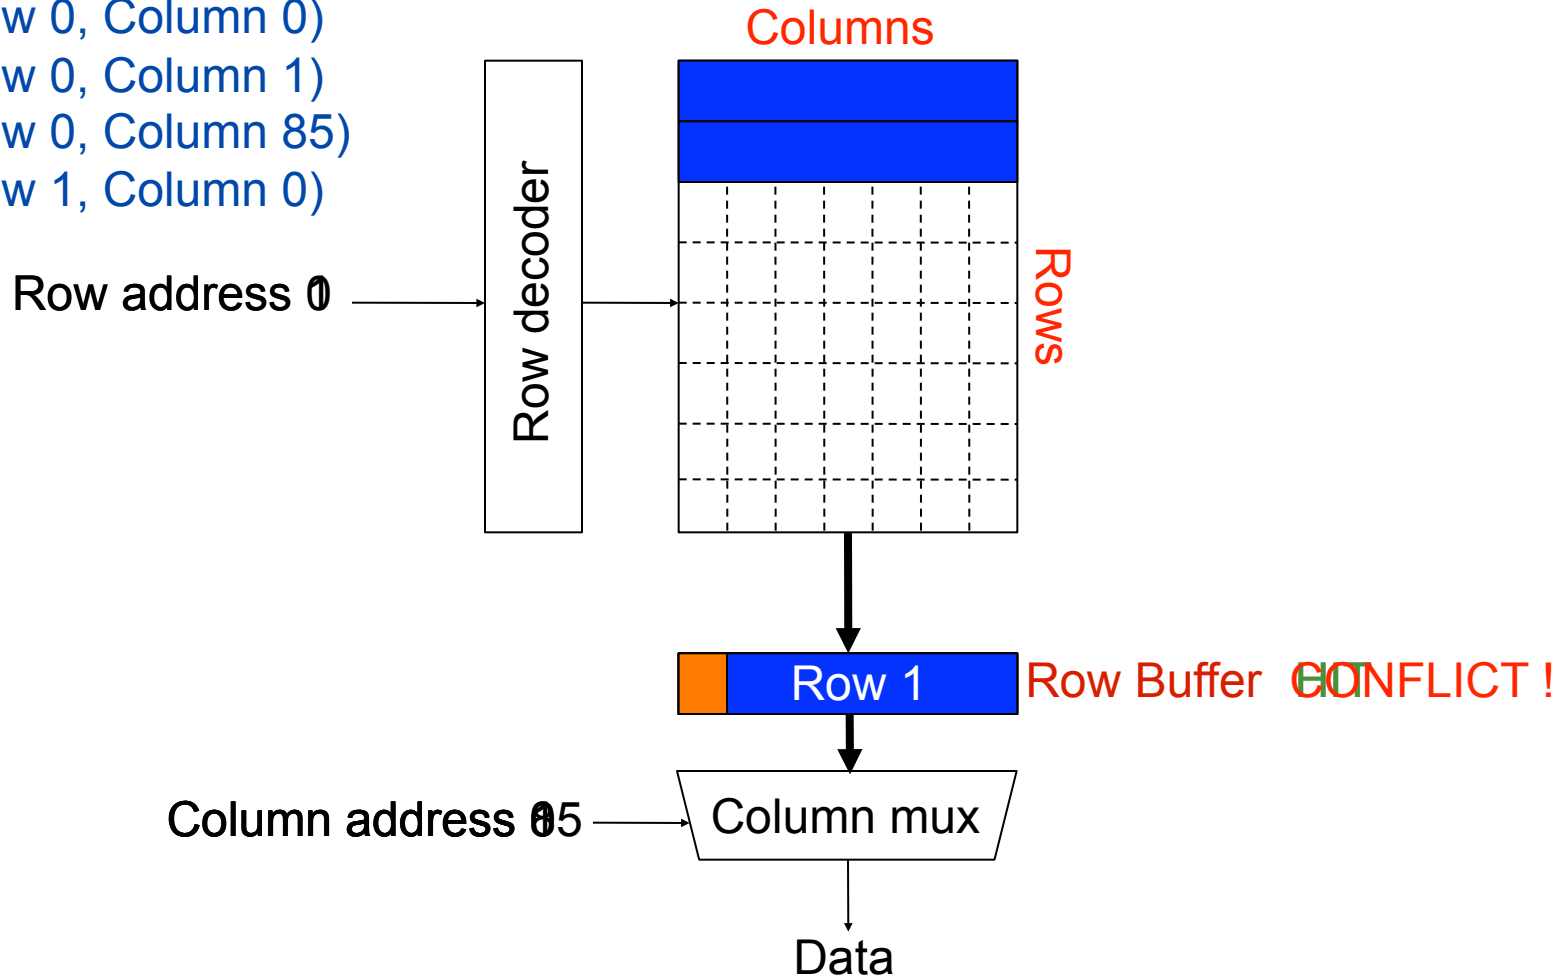 w 0, Column 0)
w 0, Column 1)
w 0, Column 85)
w 1, Column 0)
Columns
Row decoder
Rows
Row address
Row 1
Row Buffer CONFLICT !
Column address
Column mux
Data